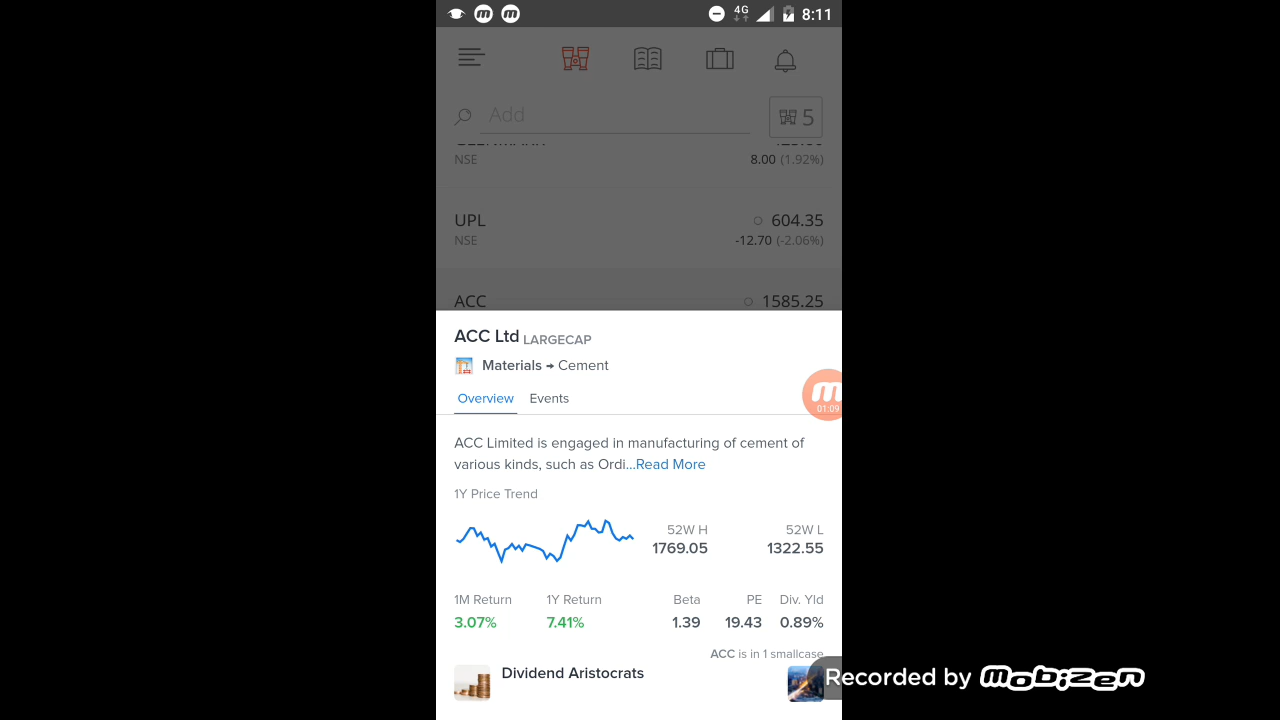 4G 8:11
Add 5
NSE 8.00 (1.92%)
UPL 604.35
NSE -12.70 (-2.06%)
ACC 1585.25
ACC Ltd LARGECAP
Materials → Cement
Overview Events
01:09
ACC Limited is engaged in manufacturing of cement of
various kinds, such as Ordi...Read More
1Y Price Trend
52W H 52W L
1769.05 1322.55
1M Return 1Y Return Beta PE Div. Yld
3.07% 7.41% 1.39 19.43 0.89%
ACC is in 1 smallcase
Dividend Aristocrats
Recorded by MOBIZEN